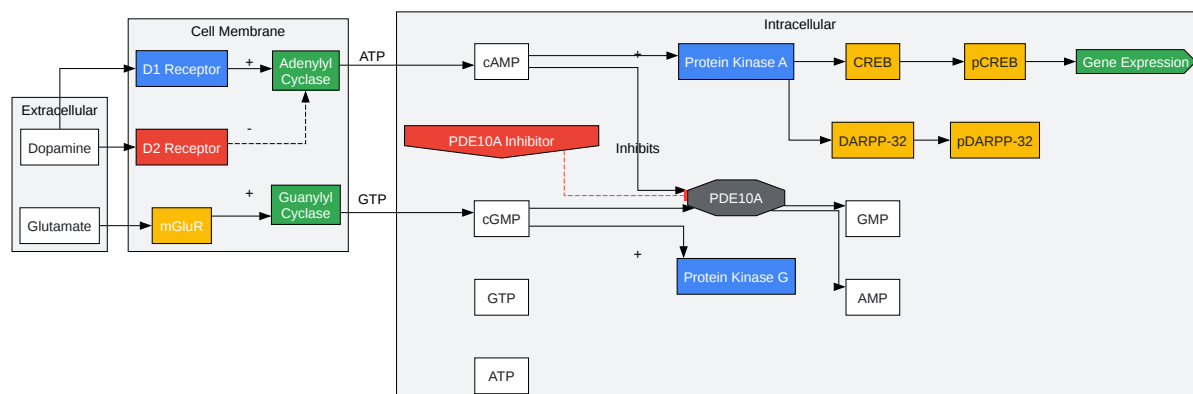 Cell Membrane
Intracellular
Extracellular
D1 Receptor
+
Adenylyl
Cyclase
ATP
cAMP
+
Protein Kinase A
CREB
pCREB
Gene Expression
Dopamine
D2 Receptor
-
PDE10A Inhibitor
Inhibits
DARPP-32
pDARPP-32
Glutamate
mGluR
+
Guanylyl
Cyclase
GTP
cGMP
PDE10A
GMP
+
Protein Kinase G
GTP
AMP
ATP